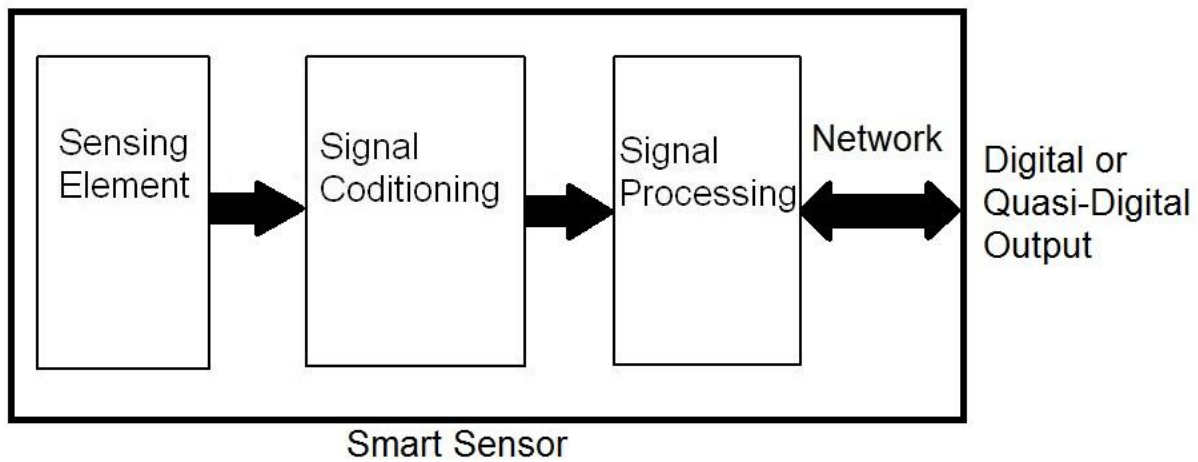 Sensing
Element
Signal
Coditioning
Signal
Processing
Network
Digital or
Quasi-Digital
Output
Smart Sensor